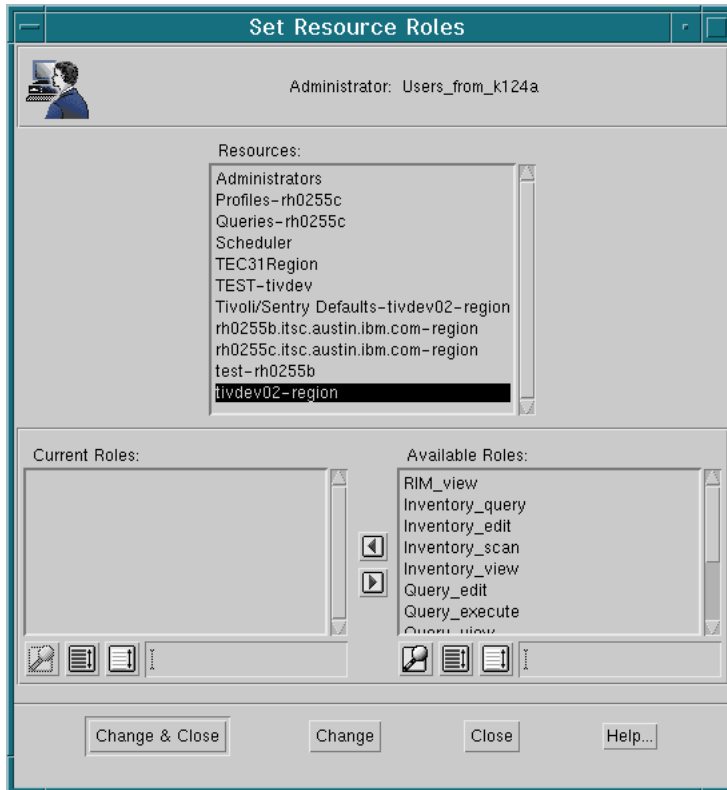 Set Resource Roles
Administrator: Users_from_k124a
Resources:
Administrators
Profiles-rh0255c
Queries-rh0255c
Scheduler
TEC31Region
TEST-tivdev
Tivoli/Sentry Defaults-tivdev02-region
rh0255b.itsc.austin.ibm.com-region
rh0255c.itsc.austin.ibm.com-region
test-rh0255b
tivdev02-region
Current Roles:
Available Roles:
RIM_view
Inventory_query
Inventory_edit
Inventory_scan
Inventory_view
Query_edit
Query_execute
Query_view
Change & Close
Change
Close
Help...